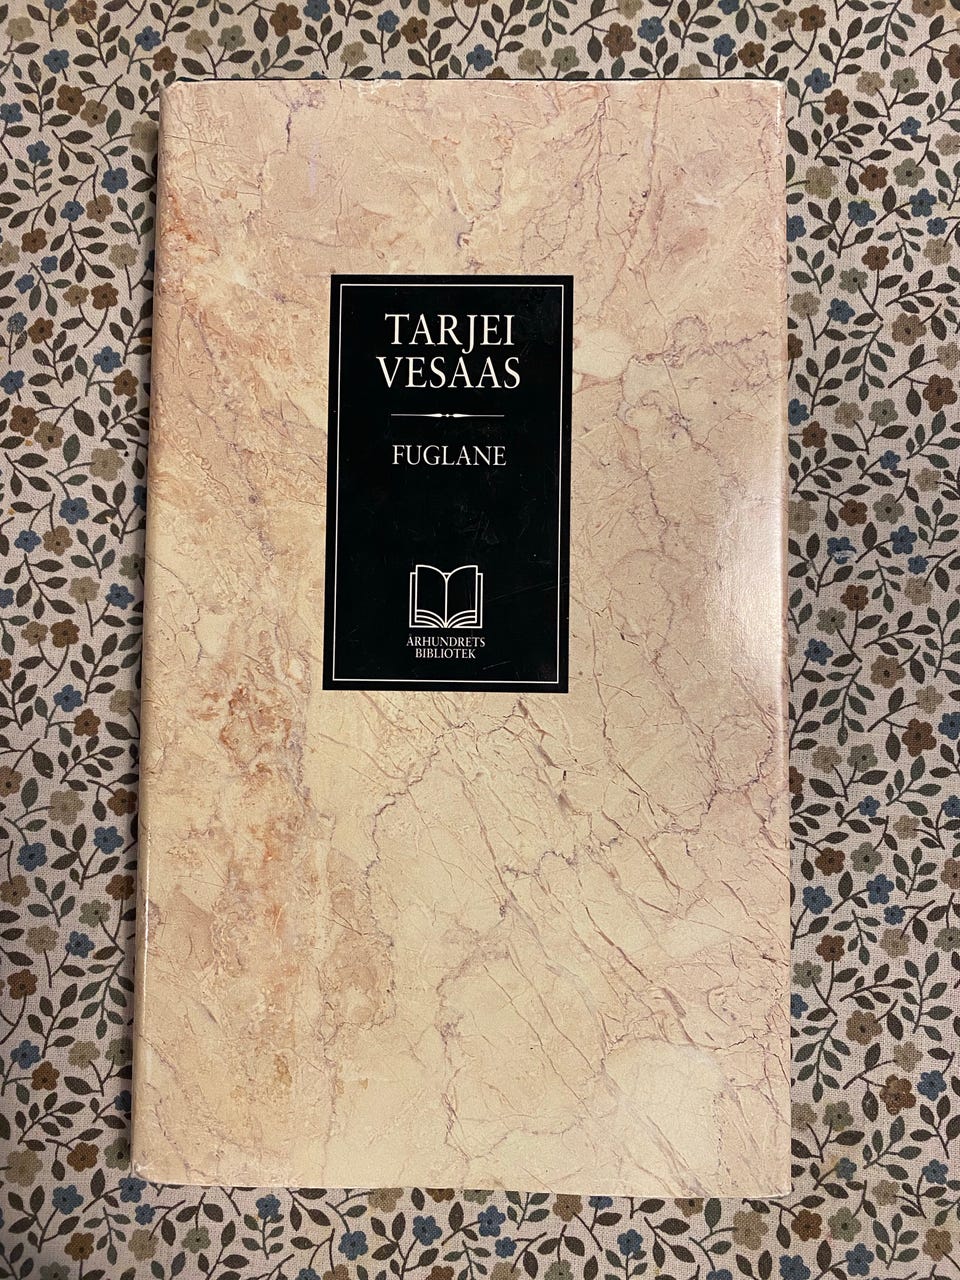 TARJEI
VESAAS
FUGLANE
ÅRHUNDRETS
BIBLIOTEK